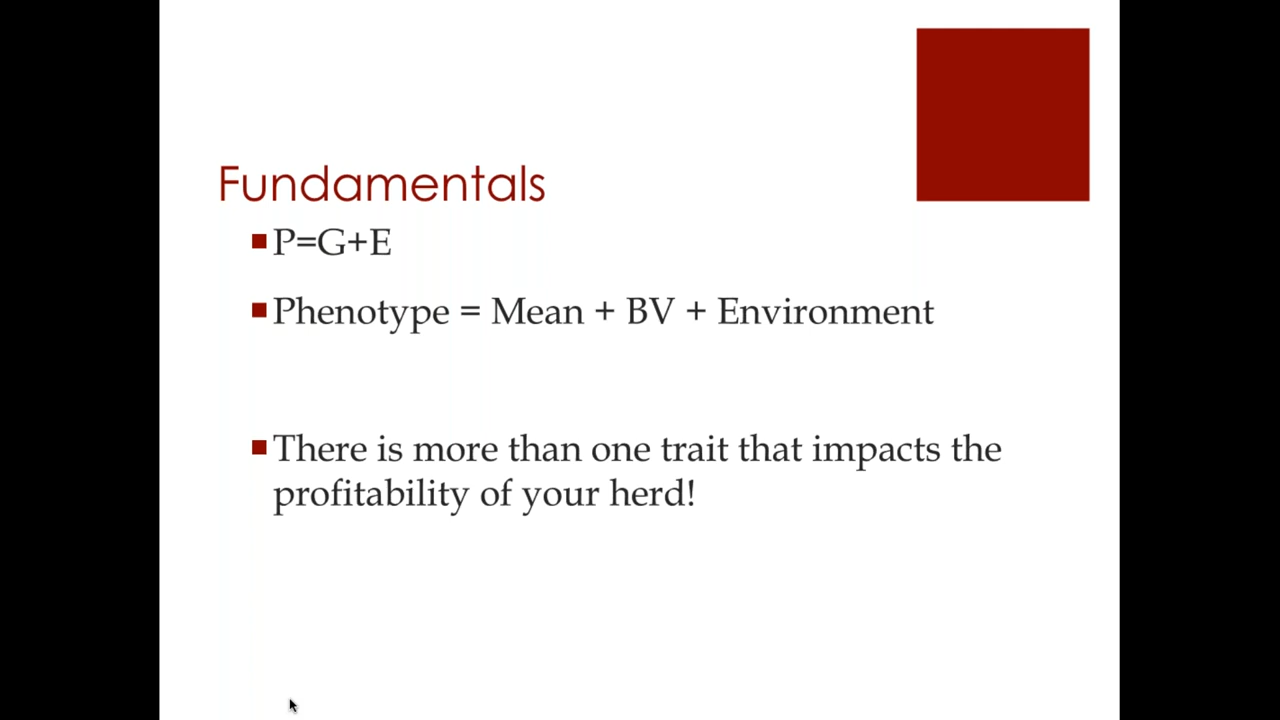 Fundamentals
P=G+E
Phenotype = Mean + BV + Environment
There is more than one trait that impacts the
profitability of your herd!